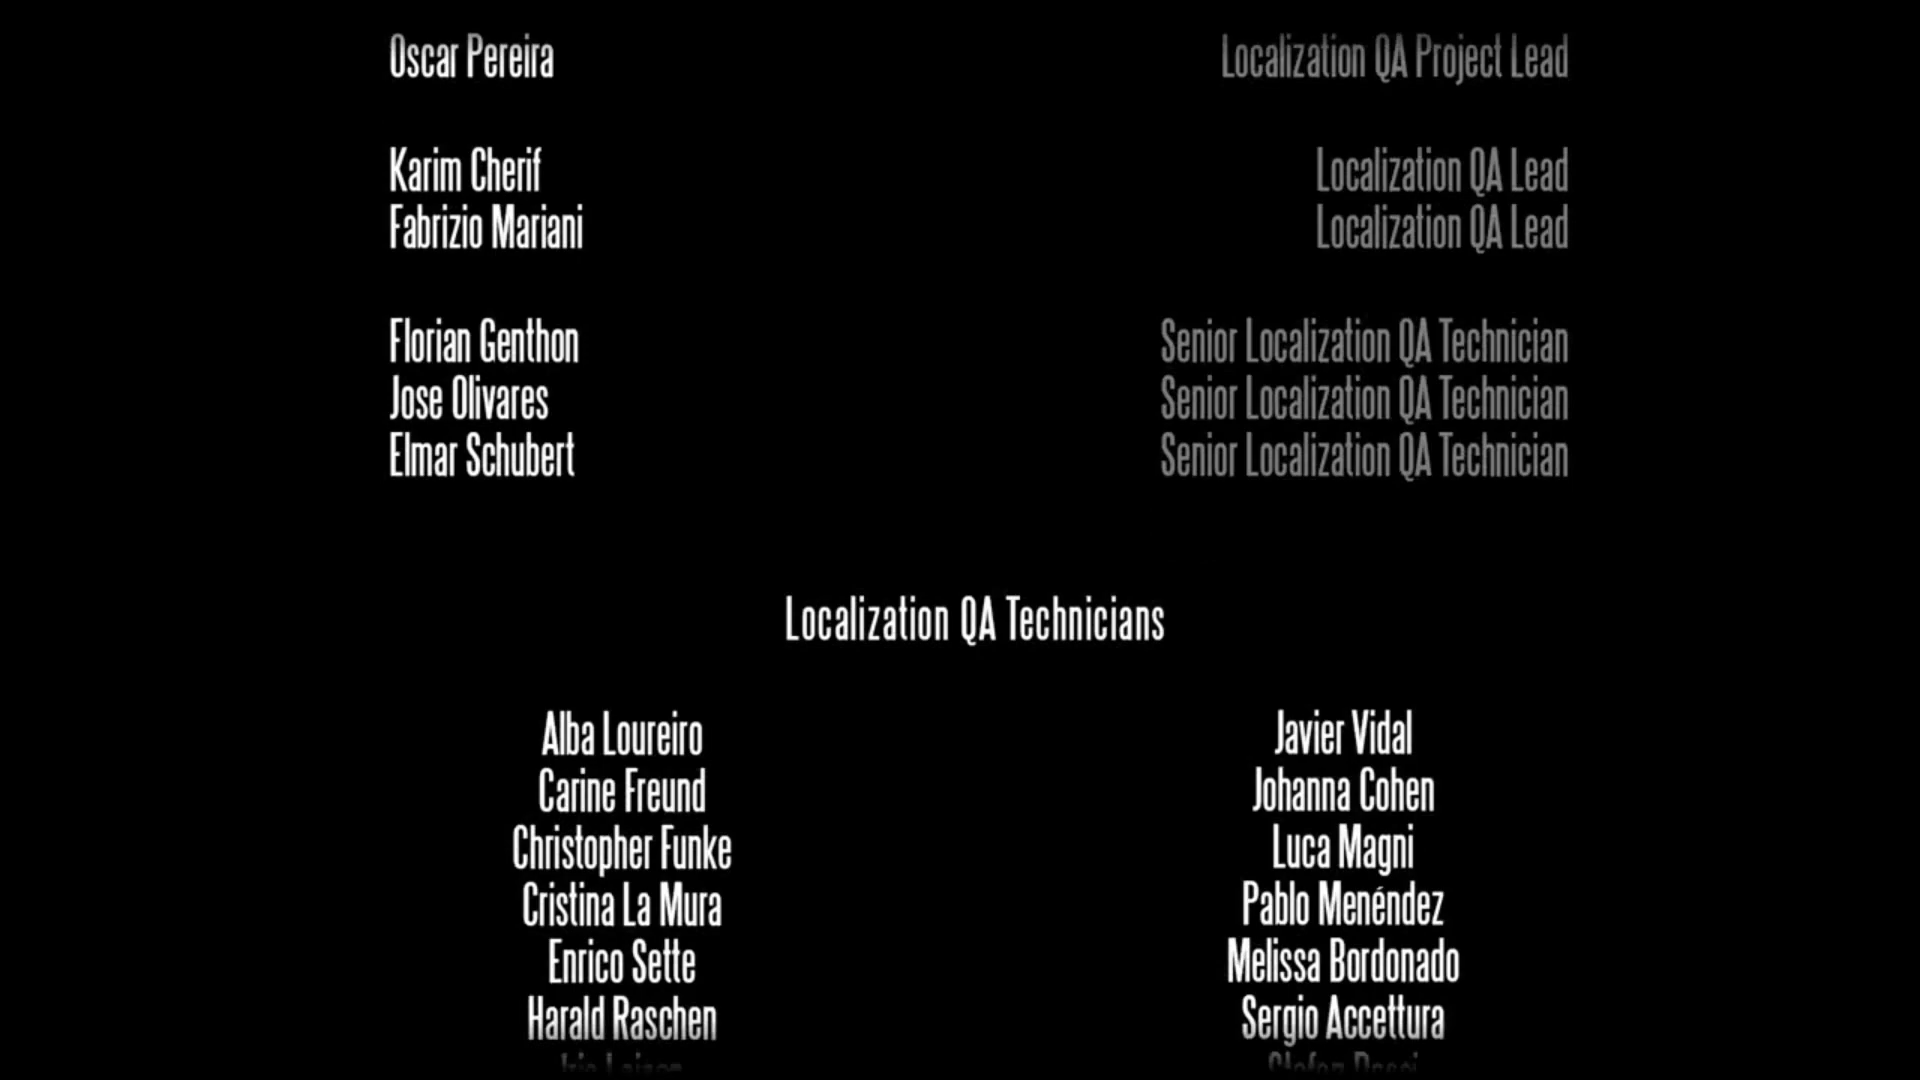 Oscar Pereira Localization QA Project Lead
Karim Cherif Localization QA Lead
Fabrizio Mariani Localization QA Lead
Florian Genthon Senior Localization QA Technician
Jose Olivares Senior Localization QA Technician
Elmar Schubert Senior Localization QA Technician
Localization QA Technicians
Alba Loureiro Javier Vidal
Carine Freund Johanna Cohen
Christopher Funke Luca Magni
Cristina La Mura Pablo Menéndez
Enrico Sette Melissa Bordonado
Harald Raschen Sergio Accettura